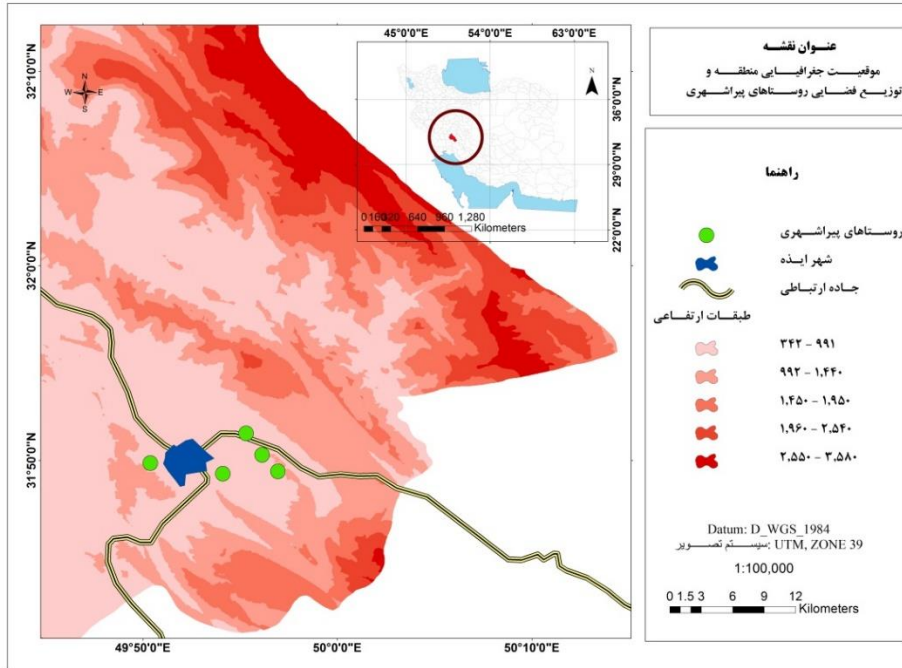 عنوان نقشه
موقعیت جغرافیایی منطقه و
توزیع فضایی روستاهای پیراشهری
راهنما
روستاهای پیراشهری
شهر ایذه
جاده ارتباطی
طبقات ارتفاعی
۳۴۲ - ۹۹۱
۹۹۲ - ۱,۴۴۰
۱,۴۵۰ - ۱,۹۵۰
۱,۹۶۰ - ۲,۵۴۰
۲,۵۵۰ - ۳,۵۸۰
Datum: D_WGS_1984
سیستم تصویر: UTM, ZONE 39
1:100,000
0 1.5 3 6 9 12
Kilometers
45°0'0"E 54°0'0"E 63°0'0"E
36°0'0"N
29°0'0"N
22°0'0"N
N
0 160 320 640 960 1,280
Kilometers
N
W E
S
32°10'0"N
32°0'0"N
31°50'0"N
49°50'0"E 50°0'0"E 50°10'0"E